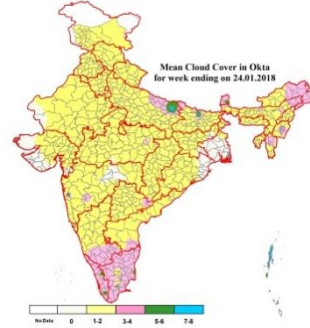 Mean Cloud Cover in Okta
for week ending on 24.01.2018
No Data 0 1-2 3-4 5-6 7-8